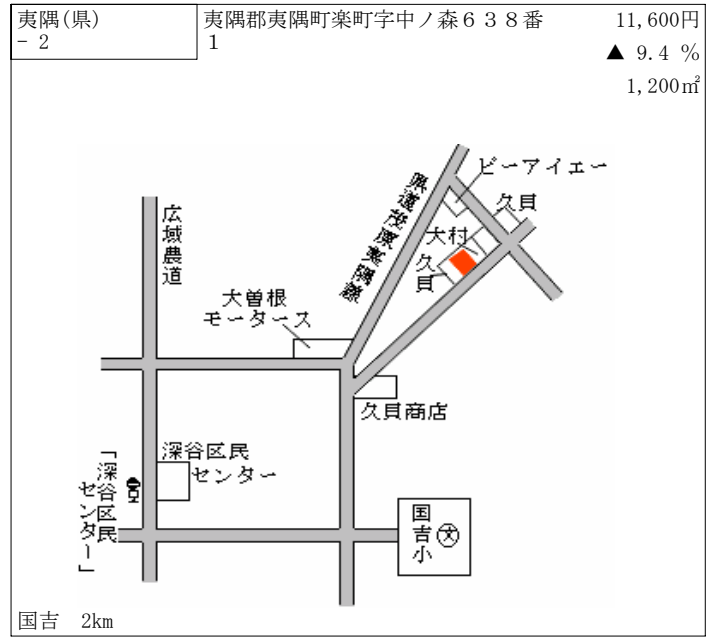 夷隅(県)
- 2
夷隅郡夷隅町楽町字中ノ森６３８番
１
11,600円
▲ 9.4 %
1,200㎡
ビーアイエー
県道茂原夷隅線
久貝
大村
久貝
広域農道
大曽根
モータース
久貝商店
深谷区民
センター
「深谷区民
センター」
国吉小
文
国吉 2km